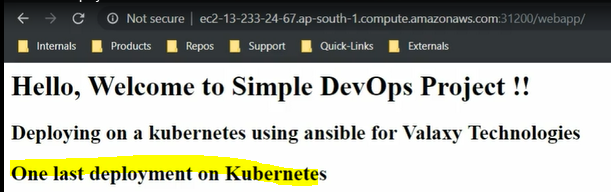 Not secure ec2-13-233-24-67.ap-south-1.compute.amazonaws.com:31200/webapp/
Internals Products Repos Support Quick-Links Externals
Hello, Welcome to Simple DevOps Project !!
Deploying on a kubernetes using ansible for Valaxy Technologies
One last deployment on Kubernetes